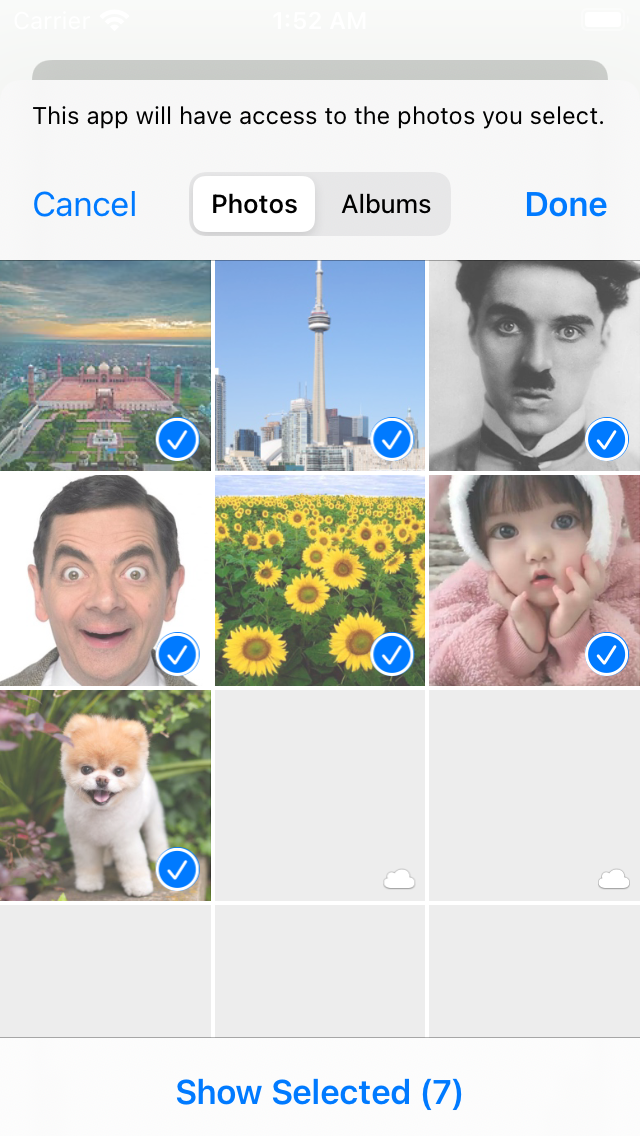 Carrier 1:52 AM
This app will have access to the photos you select.
Cancel Photos Albums Done
Show Selected (7)